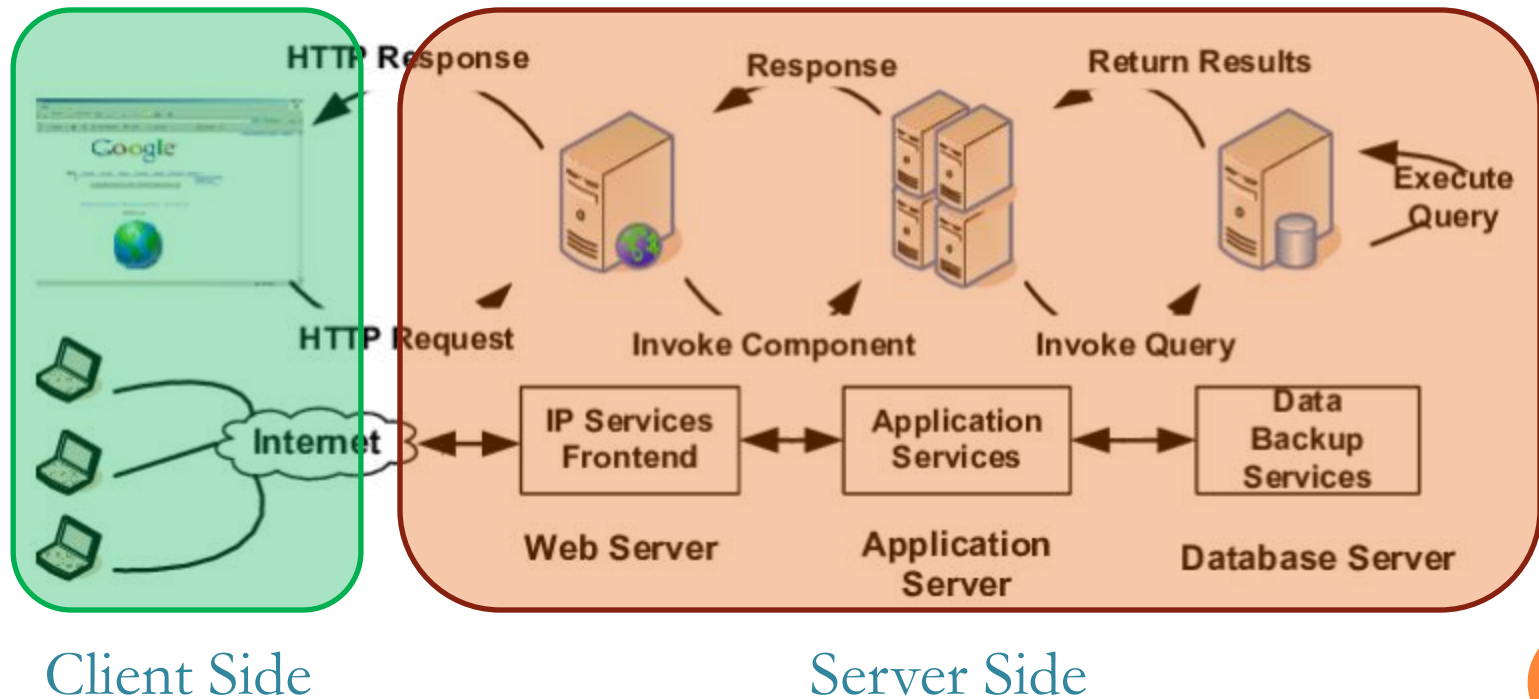 HTTP Response
Response
Return Results
Google
Execute
Query
HTTP Request
Invoke Component
Invoke Query
Internet
IP Services
Frontend
Application
Services
Data
Backup
Services
Web Server
Application
Server
Database Server
Client Side
Server Side